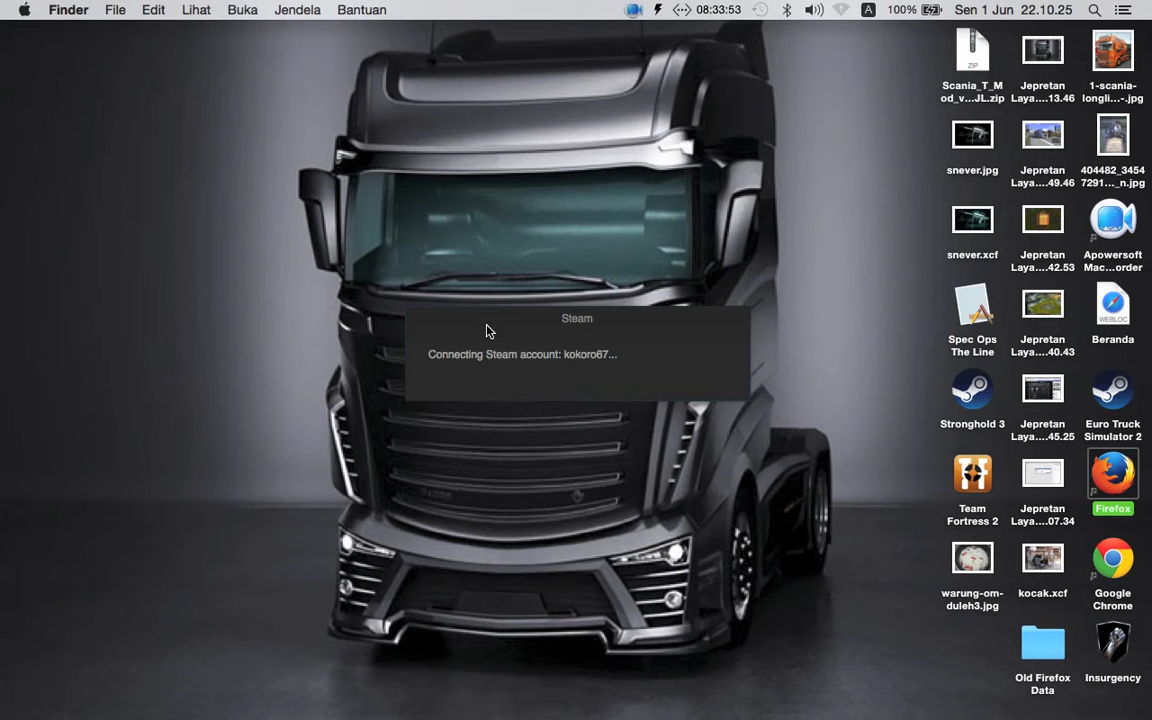 Finder File Edit Lihat Buka Jendela Bantuan 08:33:53 A 100% Sen 1 Jun 22.10.25
ZIP
Scania_T_M
od_v...JL.zip
Jepretan
Laya....13.46
1-scania-
longli...-.jpg
snever.jpg
Jepretan
Laya....49.46
404482_3454
7291..._n.jpg
snever.xcf
Jepretan
Laya....42.53
Apowersoft
Mac...order
Steam
Connecting Steam account: kokoro67...
Spec Ops
The Line
Jepretan
Laya....40.43
WEBLOC
Beranda
Stronghold 3
Jepretan
Laya....45.25
Euro Truck
Simulator 2
Team
Fortress 2
Jepretan
Laya....07.34
Firefox
warung-om-
duleh3.jpg
kocak.xcf
Google
Chrome
Old Firefox
Data
Insurgency